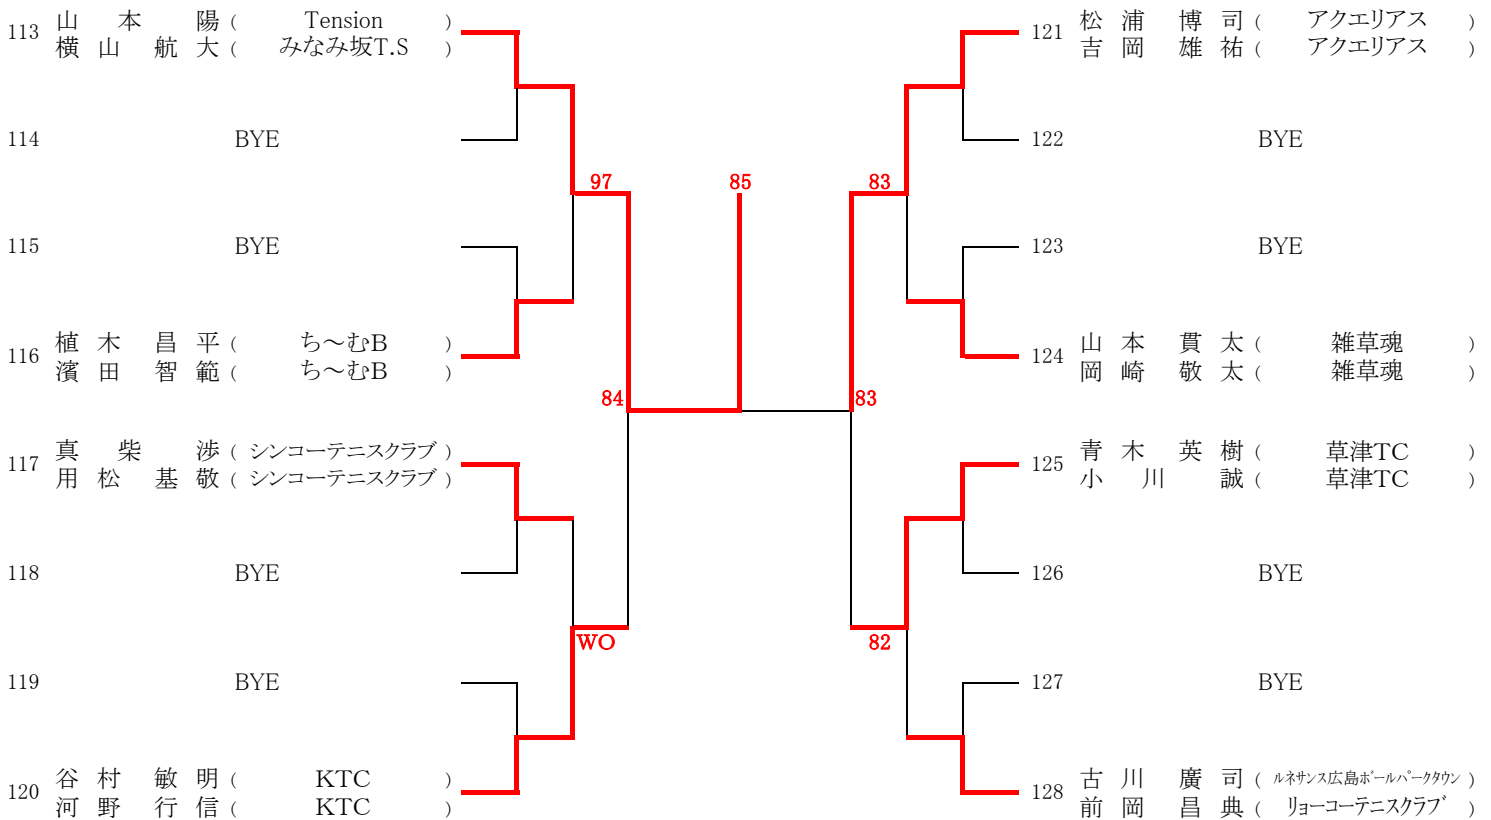 113 山本 陽 ( Tension )
横山 航大 ( みなみ坂T.S )
114 BYE
115 BYE
116 植木 昌平 ( ち～むB )
濱田 智範 ( ち～むB )
117 真柴 渉 ( シンコーテニスクラブ )
用松 基敬 ( シンコーテニスクラブ )
118 BYE
119 BYE
120 谷村 敏明 ( KTC )
河野 行信 ( KTC )
97
84
WO
85
83
83
82
121 松浦 博司 ( アクエリアス )
吉岡 雄祐 ( アクエリアス )
122 BYE
123 BYE
124 山本 貫太 ( 雑草魂 )
岡崎 敬太 ( 雑草魂 )
125 青木 英樹 ( 草津TC )
小川 誠 ( 草津TC )
126 BYE
127 BYE
128 古川 廣司 ( ルネサンス広島ボールパークタウン )
前岡 昌典 ( リョーコーテニスクラブ )